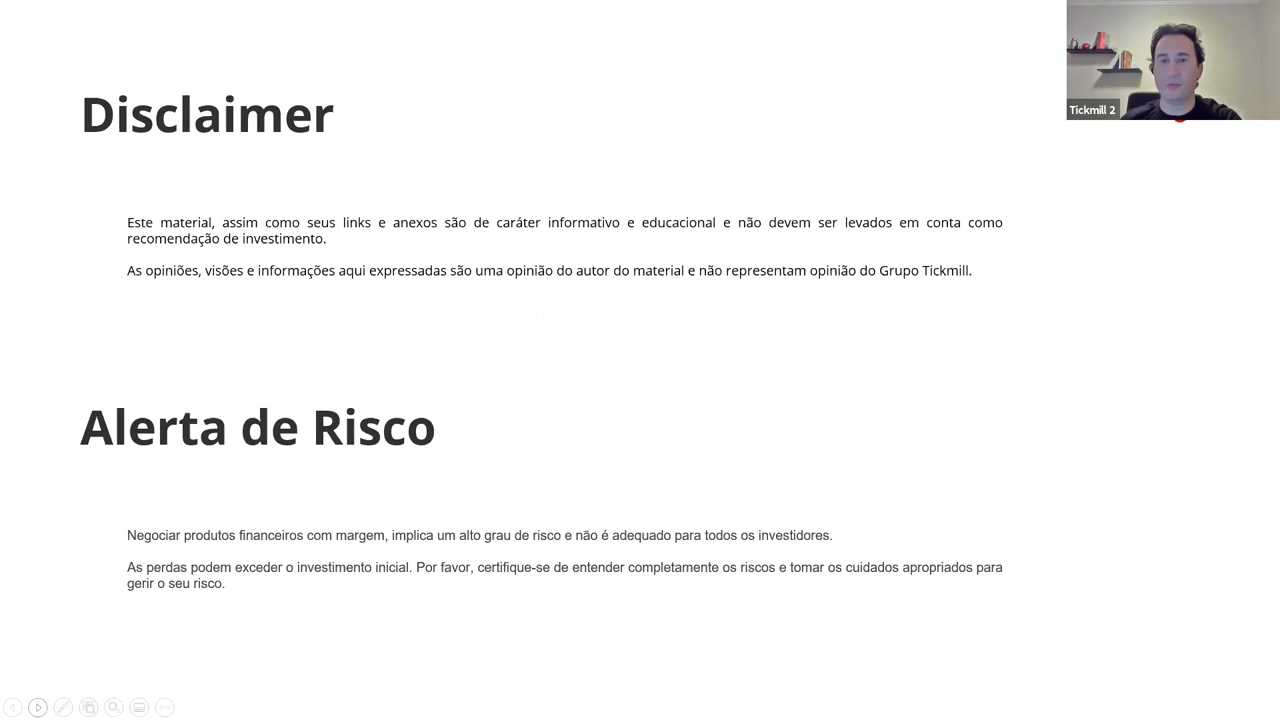 Disclaimer
Tickmill 2
Este material, assim como seus links e anexos são de caráter informativo e educacional e não devem ser levados em conta como
recomendação de investimento.
As opiniões, visões e informações aqui expressadas são uma opinião do autor do material e não representam opinião do Grupo Tickmill.
Alerta de Risco
Negociar produtos financeiros com margem, implica um alto grau de risco e não é adequado para todos os investidores.
As perdas podem exceder o investimento inicial. Por favor, certifique-se de entender completamente os riscos e tomar os cuidados apropriados para
gerir o seu risco.